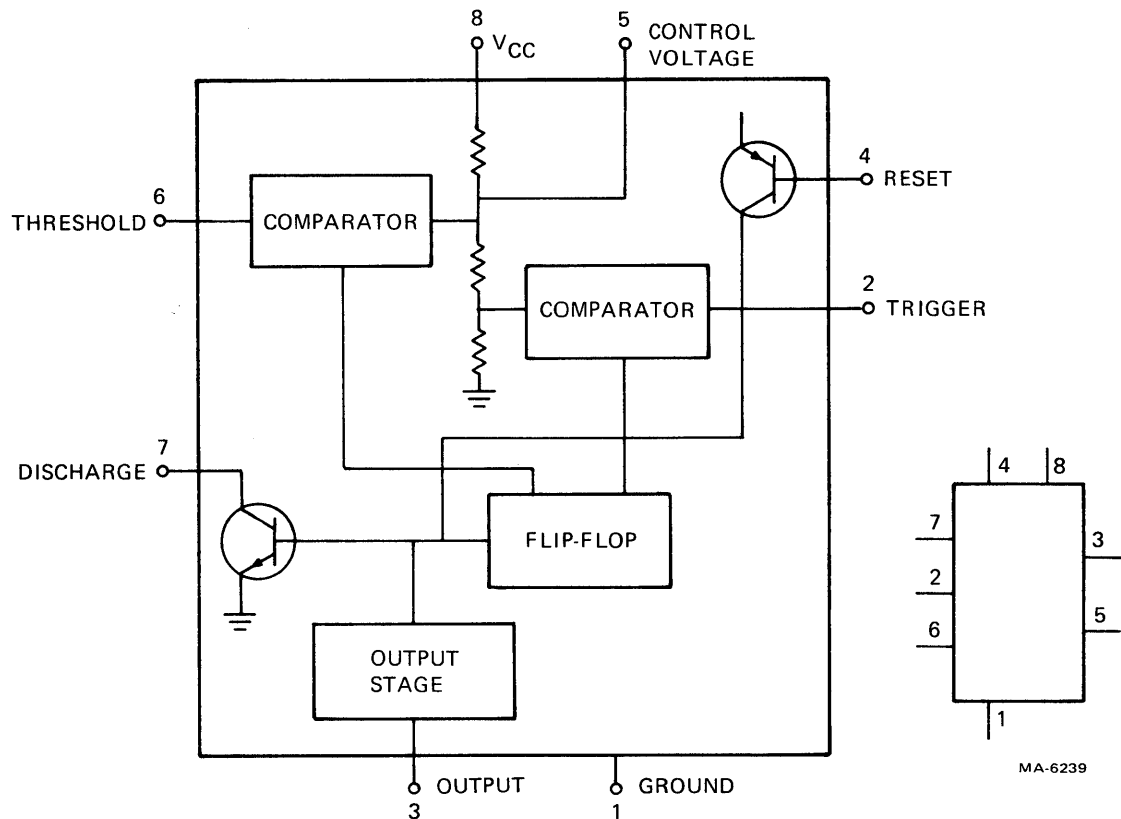 8
VCC
5
CONTROL
VOLTAGE
4
RESET
6
THRESHOLD
COMPARATOR
2
TRIGGER
COMPARATOR
7
DISCHARGE
FLIP-FLOP
OUTPUT
STAGE
OUTPUT
3
GROUND
1
4 8
7
3
2
5
6
1
MA-6239